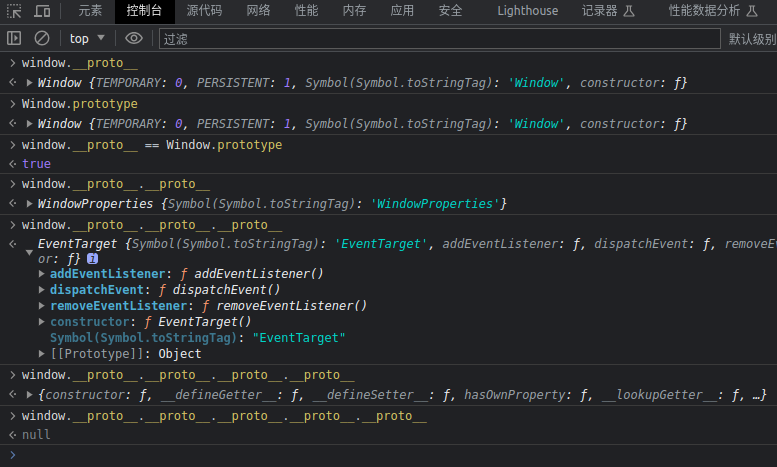 元素 控制台 源代码 网络 性能 内存 应用 安全 Lighthouse 记录器 性能数据分析
top 过滤 默认级别
window.__proto__
Window {TEMPORARY: 0, PERSISTENT: 1, Symbol(Symbol.toStringTag): 'Window', constructor: ƒ}
Window.prototype
Window {TEMPORARY: 0, PERSISTENT: 1, Symbol(Symbol.toStringTag): 'Window', constructor: ƒ}
window.__proto__ == Window.prototype
true
window.__proto__.__proto__
WindowProperties {Symbol(Symbol.toStringTag): 'WindowProperties'}
window.__proto__.__proto__.__proto__
EventTarget {Symbol(Symbol.toStringTag): 'EventTarget', addEventListener: ƒ, dispatchEvent: ƒ, removeEv
or: ƒ} i
addEventListener: ƒ addEventListener()
dispatchEvent: ƒ dispatchEvent()
removeEventListener: ƒ removeEventListener()
constructor: ƒ EventTarget()
Symbol(Symbol.toStringTag): "EventTarget"
[[Prototype]]: Object
window.__proto__.__proto__.__proto__.__proto__
{constructor: ƒ, __defineGetter__: ƒ, __defineSetter__: ƒ, hasOwnProperty: ƒ, __lookupGetter__: ƒ, …}
window.__proto__.__proto__.__proto__.__proto__.__proto__
null